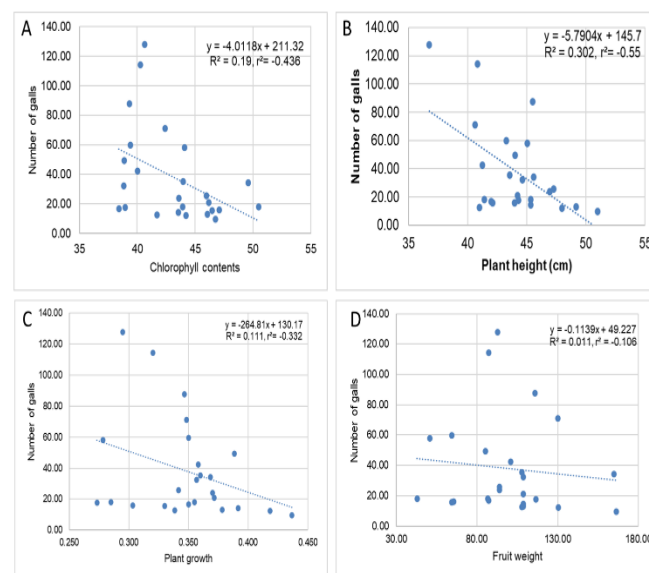 A
y = -4.0118x + 211.32
R² = 0.19, r²= -0.436
Number of galls
140.00
120.00
100.00
80.00
60.00
40.00
20.00
0.00
35 40 45 50 55
Chlorophyll contents
B
y = -5.7904x + 145.7
R² = 0.302, r²= -0.55
Number of galls
140.00
120.00
100.00
80.00
60.00
40.00
20.00
0.00
35 40 45 50 55
Plant height (cm)
C
y = -264.81x + 130.17
R² = 0.111, r²= -0.332
Number of galls
140.00
120.00
100.00
80.00
60.00
40.00
20.00
0.00
0.250 0.300 0.350 0.400 0.450
Plant growth
D
y = -0.1139x + 49.227
R² = 0.011, r²= -0.106
Number of galls
140.00
120.00
100.00
80.00
60.00
40.00
20.00
0.00
30.00 80.00 130.00 180.00
Fruit weight